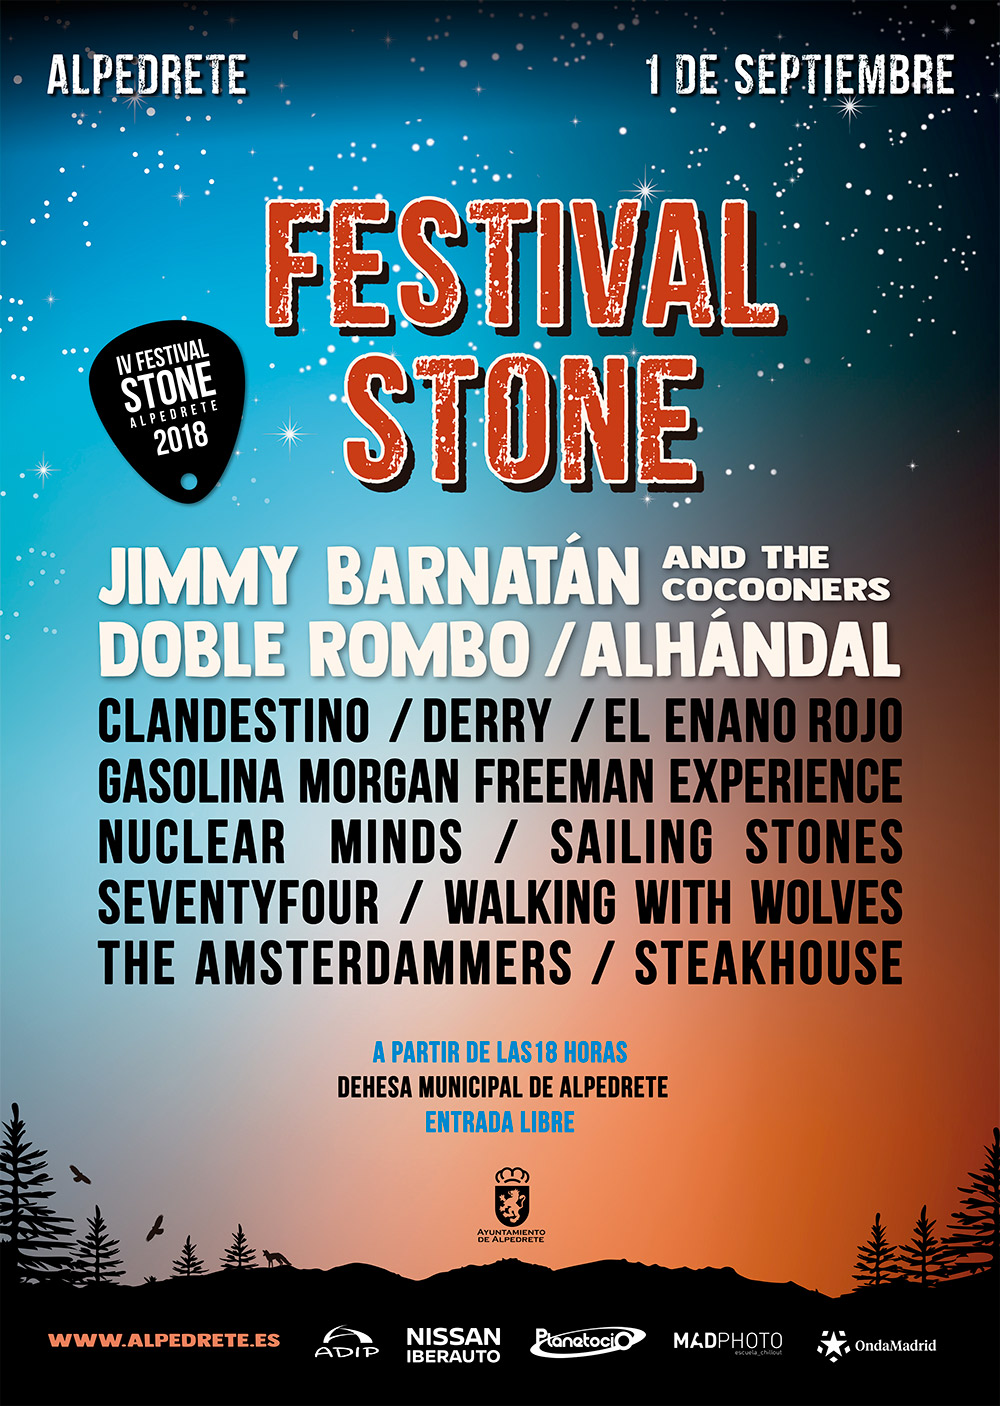 ALPEDRETE
1 DE SEPTIEMBRE
FESTIVAL
STONE
IV FESTIVAL
STONE
ALPEDRETE
2018
JIMMY BARNATÁN AND THE COCOONERS
DOBLE ROMBO / ALHÁNDAL
CLANDESTINO / DERRY / EL ENANO ROJO
GASOLINA MORGAN FREEMAN EXPERIENCE
NUCLEAR MINDS / SAILING STONES
SEVENTYFOUR / WALKING WITH WOLVES
THE AMSTERDAMMERS / STEAKHOUSE
A PARTIR DE LAS18 HORAS
DEHESA MUNICIPAL DE ALPEDRETE
ENTRADA LIBRE
AYUNTAMIENTO
DE ALPEDRETE
WWW.ALPEDRETE.ES
ADIP
NISSAN
IBERAUTO
PlanetociO
MADPHOTO
escuela_chillout
OndaMadrid